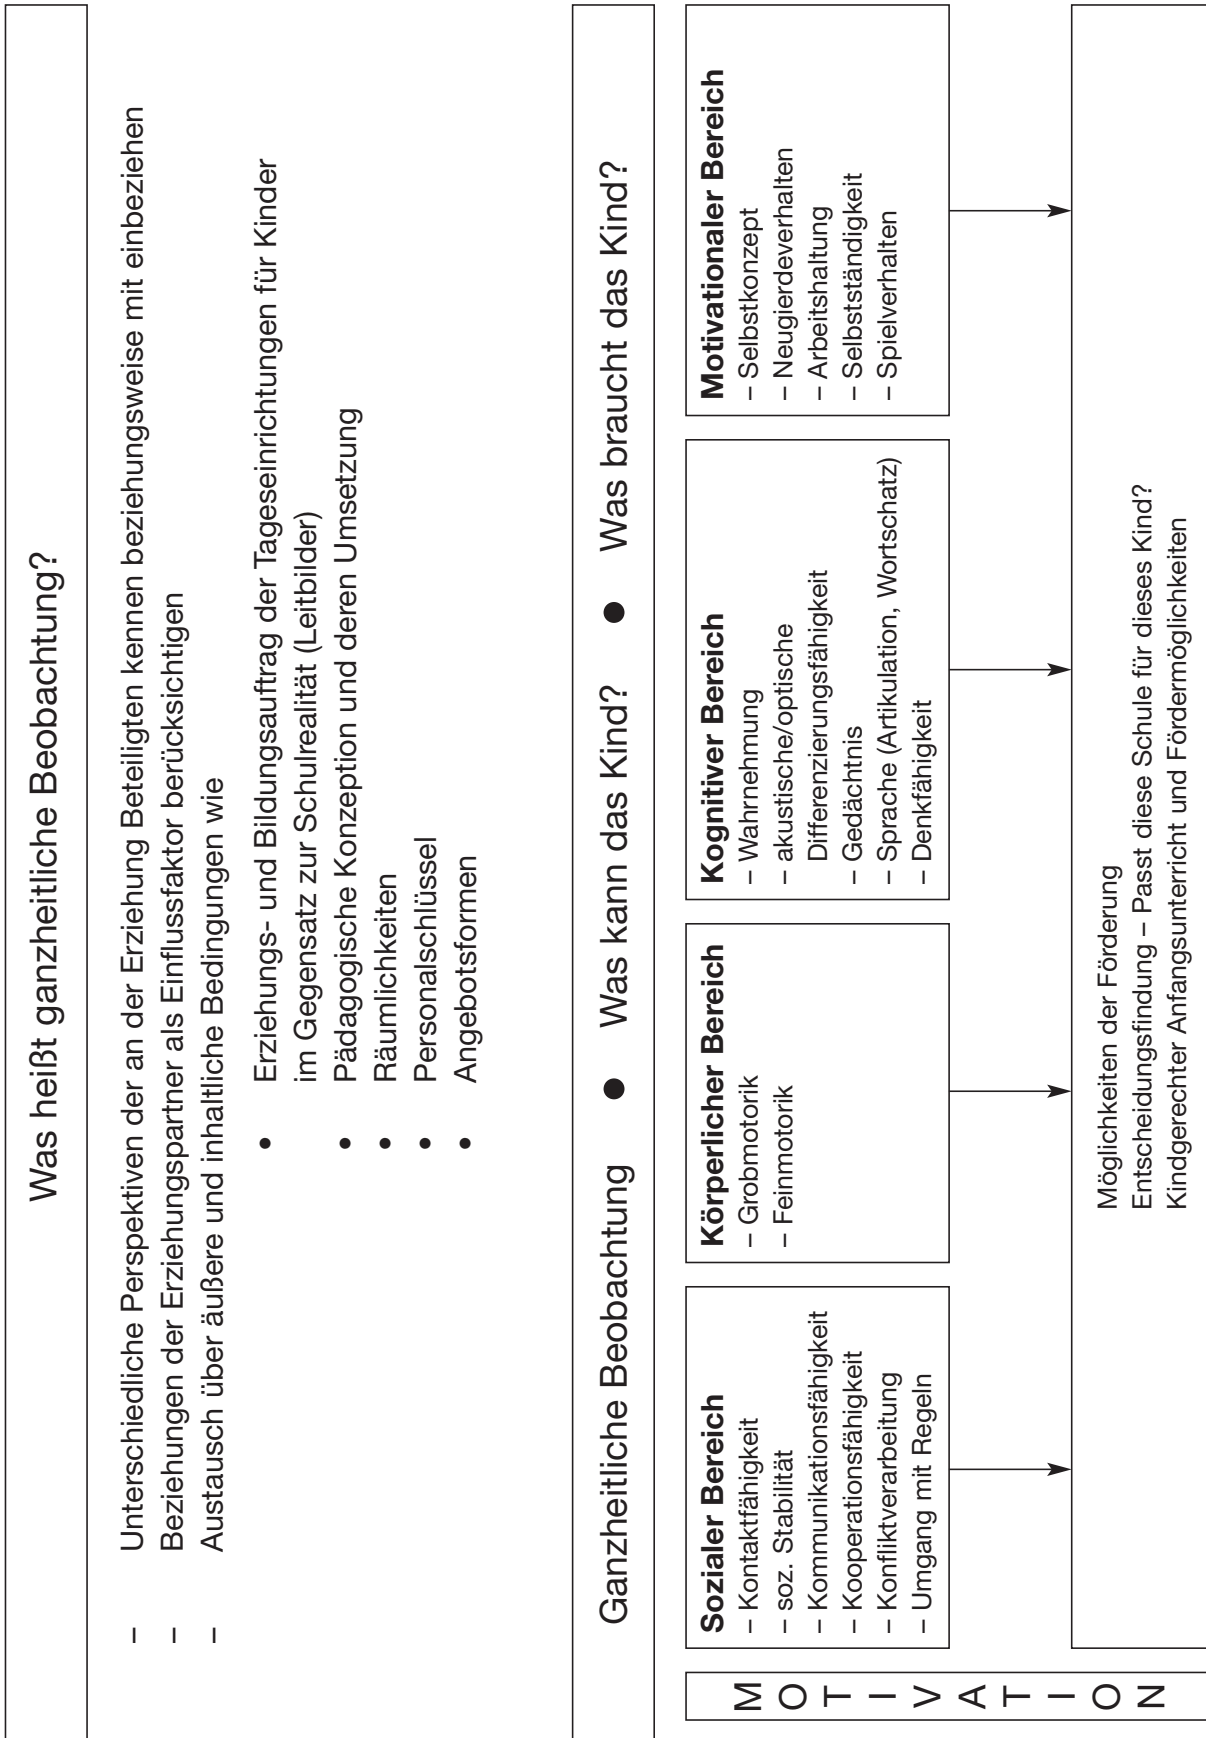 Was heißt ganzheitliche Beobachtung?
– Unterschiedliche Perspektiven der an der Erziehung Beteiligten kennen beziehungsweise mit einbeziehen
– Beziehungen der Erziehungspartner als Einflussfaktor berücksichtigen
– Austausch über äußere und inhaltliche Bedingungen wie
• Erziehungs- und Bildungsauftrag der Tageseinrichtungen für Kinder
im Gegensatz zur Schulrealität (Leitbilder)
• Pädagogische Konzeption und deren Umsetzung
• Räumlichkeiten
• Personalschlüssel
• Angebotsformen
Ganzheitliche Beobachtung ● Was kann das Kind? ● Was braucht das Kind?
MOTIVATION
Sozialer Bereich
– Kontaktfähigkeit
– soz. Stabilität
– Kommunikationsfähigkeit
– Kooperationsfähigkeit
– Konfliktverarbeitung
– Umgang mit Regeln
Körperlicher Bereich
– Grobmotorik
– Feinmotorik
Kognitiver Bereich
– Wahrnehmung
– akustische/optische
Differenzierungsfähigkeit
– Gedächtnis
– Sprache (Artikulation, Wortschatz)
– Denkfähigkeit
Motivationaler Bereich
– Selbstkonzept
– Neugierdeverhalten
– Arbeitshaltung
– Selbstständigkeit
– Spielverhalten
Möglichkeiten der Förderung
Entscheidungsfindung – Passt diese Schule für dieses Kind?
Kindgerechter Anfangsunterricht und Fördermöglichkeiten